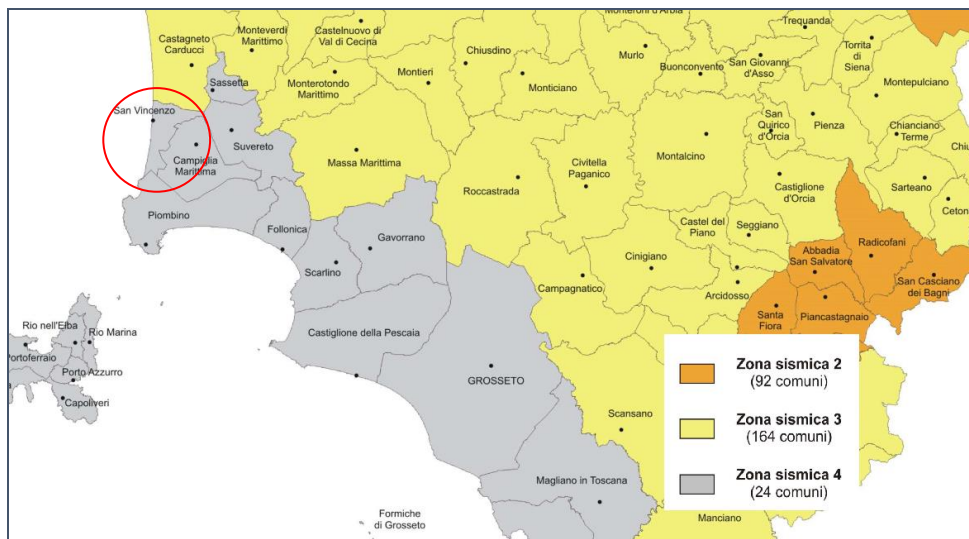 Monteroni d'Arbia
Trequanda
Castagneto
Carducci
Monteverdi
Marittimo
Castelnuovo di
Val di Cecina
Chiusdino
Murlo
Buonconvento
San Giovanni
d'Asso
Torrita
di
Siena
Sassetta
Monterotondo
Marittimo
Montieri
Monticiano
Montepulciano
San Vincenzo
Suvereto
Campiglia
Marittima
Massa Marittima
Roccastrada
Civitella
Paganico
Montalcino
San
Quirico
d'Orcia
Pienza
Chianciano
Terme
Castiglione
d'Orcia
Sarteano
Piombino
Follonica
Gavorrano
Scarlino
Castel del
Piano
Seggiano
Cinigiano
Campagnatico
Arcidosso
Abbadia
San Salvatore
Radicofani
San Casciano
dei Bagni
Santa
Fiora
Piancastagnaio
Rio nell'Elba
Rio Marina
Portoferraio
Porto Azzurro
Capoliveri
Castiglione della Pescaia
GROSSETO
Scansano
Magliano in Toscana
Formiche
di Grosseto
Manciano
Zona sismica 2
(92 comuni)
Zona sismica 3
(164 comuni)
Zona sismica 4
(24 comuni)